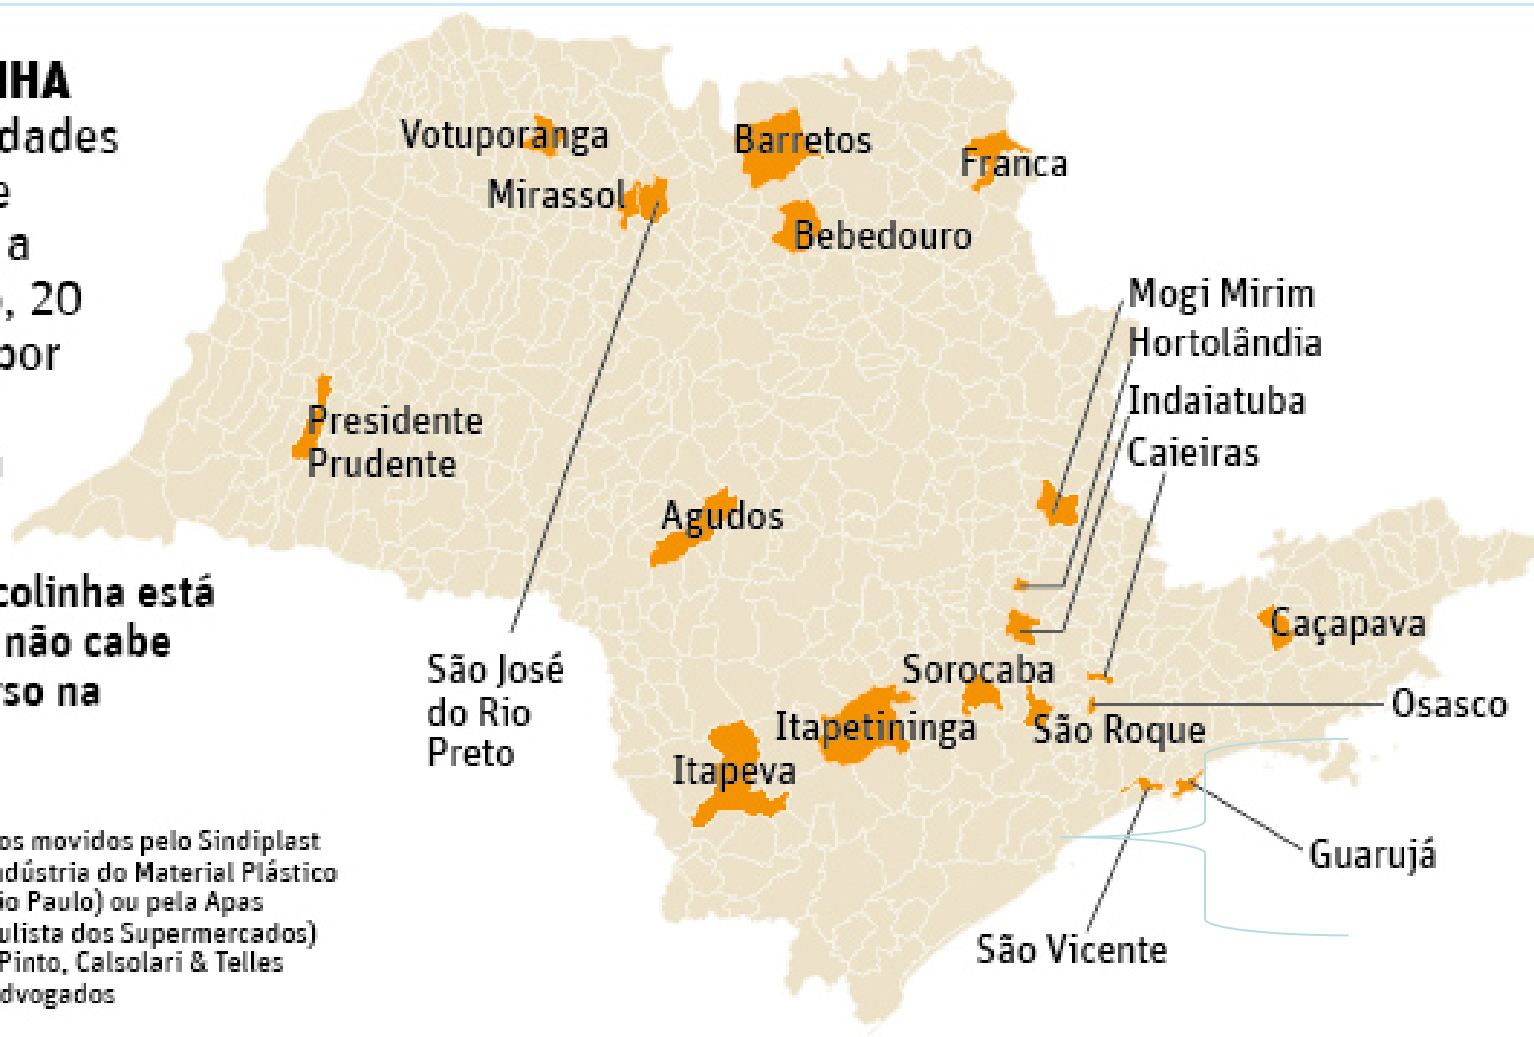 NHA
dades
e
a
, 20
por
colinha está
não cabe
rso na
os movidos pelo Sindiplast
ndústria do Material Plástico
ão Paulo) ou pela Apas
ulista dos Supermercados)
Pinto, Calsolari & Telles
dvogados
Votuporanga
Mirassol
Barretos
Franca
Bebedouro
Mogi Mirim
Hortolândia
Indaiatuba
Caieiras
Presidente
Prudente
Agudos
São José
do Rio
Preto
Caçapava
Sorocaba
Osasco
Itapetininga
São Roque
Itapeva
Guarujá
São Vicente